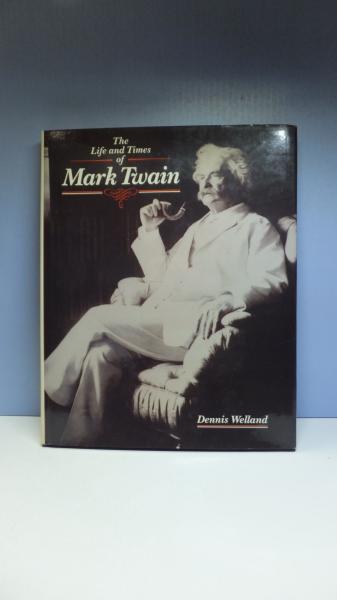 The
Life and Times
of
Mark Twain
Dennis Welland